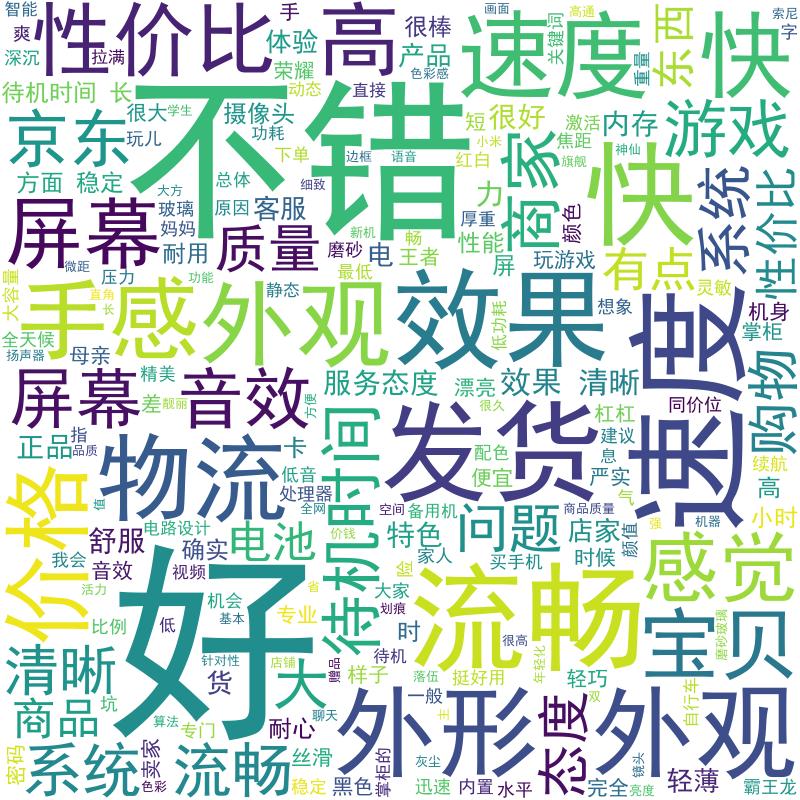 智能
爽
深沉
性价比
拉满
高
手
体验
荣耀
动态
很棒
产品
色彩感
直接
画面
速度
关键词
高通
重量
东西
快
索尼
字
待机时间 长
很大
学生
玩儿
摄像头
功耗
下单
不错
短
很好
小米
红白
激活
焦距
内存
神仙
旗舰
游戏
京东
方面
稳定
大方
玻璃
妈妈
耐用
总体
原因
客服
边框
语音
细致
新机
厚重
力
性能
商家
颜色
快
系统
性价比
屏幕
微距
压力
质量
功能
磨砂
最低
电
畅
王者
屏
玩游戏
有点
灵敏
大容量
直角
长
手感
外观
静态
效果
低功耗
想象
机身
掌柜
全天候
扬声器
母亲
速度
购物
屏幕
精美
差
靓丽
音效
方便
服务态度
漂亮
效果 清晰
同价位
很久
杠杠
正品
指
品质
物流
卡
低音
处理器
待机时间
发货
配色
便宜
建议
息
严实
气
续航
高
价格
值
全网
空间
备用机
商品质量
强
机器
小时
电路设计
舒服
确实
电池
价钱
特色
问题
店家
时候
颜值
我会
音效
视频
家人
买手机
险
感觉
活力
比例
好
低
机会
基本
省
专业
大家
划痕
时
流畅
很高
年轻化
宝贝
磨砂玻璃
清晰
针对性
店铺
货
大
赠品
样子
待机
落伍
挺好用
轻巧
双
自行车
商品
坑
算法
专门
耐心
聊天
一般
主
外形
态度
外观
密码
系统
卖家
色彩
流畅
丝滑
稳定
黑色
掌柜的
灰尘
迅速
内置
水平
完全
镜头
亮度
轻薄
霸王龙